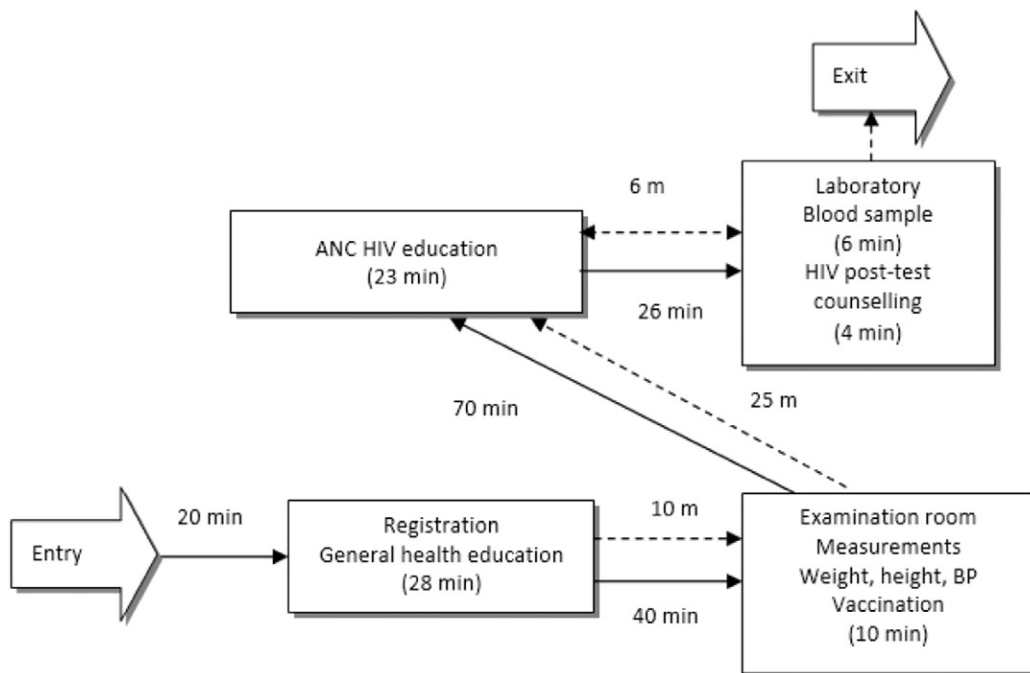 Exit
6 m
Laboratory
Blood sample
(6 min)
HIV post-test
counselling
(4 min)
ANC HIV education
(23 min)
26 min
70 min
25 m
Entry
20 min
Registration
General health education
(28 min)
10 m
40 min
Examination room
Measurements
Weight, height, BP
Vaccination
(10 min)